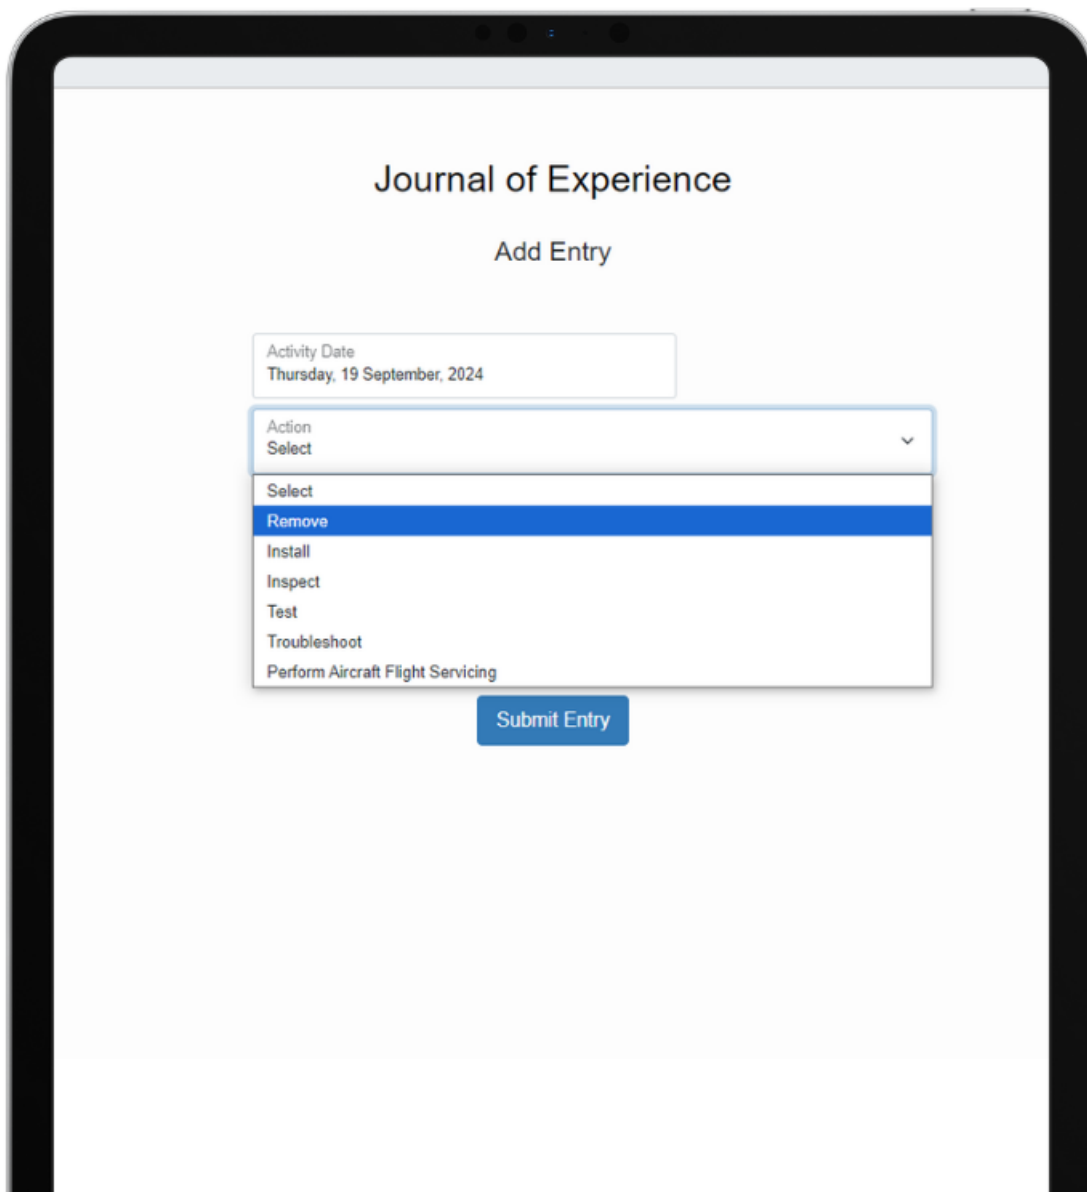 Journal of Experience
Add Entry
Activity Date
Thursday, 19 September, 2024
Action
Select
Select
Remove
Install
Inspect
Test
Troubleshoot
Perform Aircraft Flight Servicing
Submit Entry